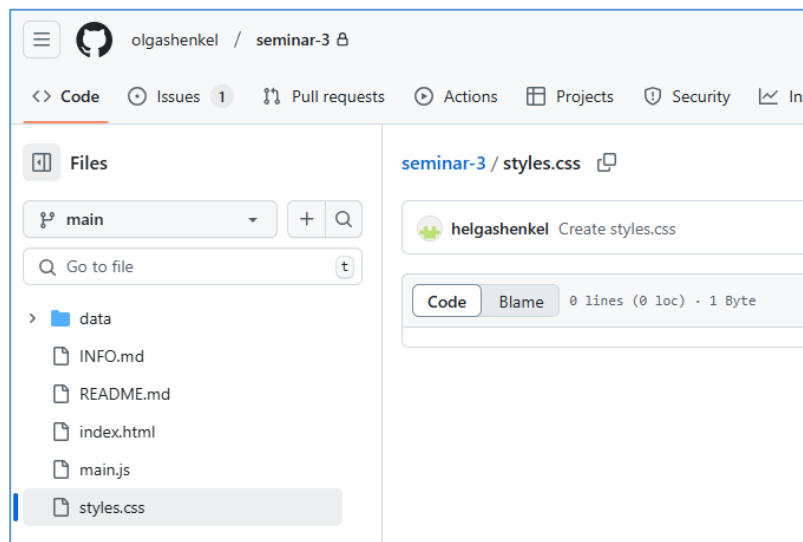 olgashenkel / seminar-3
Code Issues 1 Pull requests Actions Projects Security In
Files
main
Go to file t
data
INFO.md
README.md
index.html
main.js
styles.css
seminar-3 / styles.css
helgashenkel Create styles.css
Code Blame 0 lines (0 loc) · 1 Byte